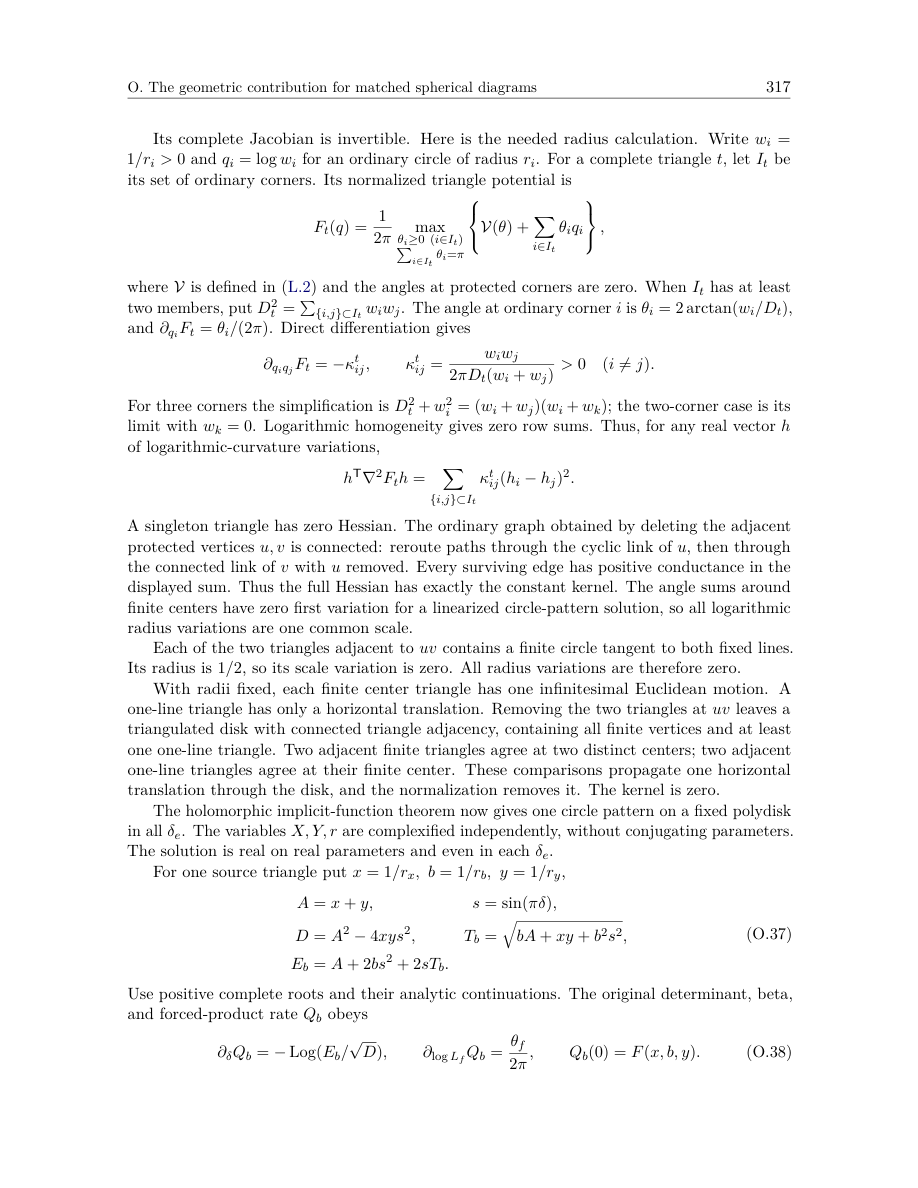 O. The geometric contribution for matched spherical diagrams 317
Its complete Jacobian is invertible. Here is the needed radius calculation. Write w_i =
1/r_i > 0 and q_i = log w_i for an ordinary circle of radius r_i. For a complete triangle t, let I_t be
its set of ordinary corners. Its normalized triangle potential is
F_t(q) = \frac{1}{2π} \max_{θ_i≥0 (i∈I_t), \sum_{i∈I_t} θ_i=π} { 𝒱(θ) + \sum_{i∈I_t} θ_i q_i } ,
where 𝒱 is defined in (L.2) and the angles at protected corners are zero. When I_t has at least
two members, put D_t^2 = \sum_{\{i,j\}⊂I_t} w_i w_j. The angle at ordinary corner i is θ_i = 2 arctan(w_i/D_t),
and ∂_{q_i} F_t = θ_i/(2π). Direct differentiation gives
∂_{q_i q_j} F_t = −κ_{ij}^t, κ_{ij}^t = \frac{w_i w_j}{2πD_t(w_i + w_j)} > 0 (i ≠ j).
For three corners the simplification is D_t^2 + w_i^2 = (w_i + w_j)(w_i + w_k); the two-corner case is its
limit with w_k = 0. Logarithmic homogeneity gives zero row sums. Thus, for any real vector h
of logarithmic-curvature variations,
h^⊤∇^2F_t h = \sum_{\{i,j\}⊂I_t} κ_{ij}^t(h_i − h_j)^2.
A singleton triangle has zero Hessian. The ordinary graph obtained by deleting the adjacent
protected vertices u, v is connected: reroute paths through the cyclic link of u, then through
the connected link of v with u removed. Every surviving edge has positive conductance in the
displayed sum. Thus the full Hessian has exactly the constant kernel. The angle sums around
finite centers have zero first variation for a linearized circle-pattern solution, so all logarithmic
radius variations are one common scale.
Each of the two triangles adjacent to uv contains a finite circle tangent to both fixed lines.
Its radius is 1/2, so its scale variation is zero. All radius variations are therefore zero.
With radii fixed, each finite center triangle has one infinitesimal Euclidean motion. A
one-line triangle has only a horizontal translation. Removing the two triangles at uv leaves a
triangulated disk with connected triangle adjacency, containing all finite vertices and at least
one one-line triangle. Two adjacent finite triangles agree at two distinct centers; two adjacent
one-line triangles agree at their finite center. These comparisons propagate one horizontal
translation through the disk, and the normalization removes it. The kernel is zero.
The holomorphic implicit-function theorem now gives one circle pattern on a fixed polydisk
in all δ_e. The variables X, Y, r are complexified independently, without conjugating parameters.
The solution is real on real parameters and even in each δ_e.
For one source triangle put x = 1/r_x, b = 1/r_b, y = 1/r_y,
A = x + y, s = sin(πδ),
D = A^2 − 4xys^2, T_b = \sqrt{bA + xy + b^2s^2}, (O.37)
E_b = A + 2bs^2 + 2sT_b.
Use positive complete roots and their analytic continuations. The original determinant, beta,
and forced-product rate Q_b obeys
∂_δQ_b = − Log(E_b/\sqrt{D}), ∂_{log L_f} Q_b = \frac{θ_f}{2π}, Q_b(0) = F(x, b, y). (O.38)